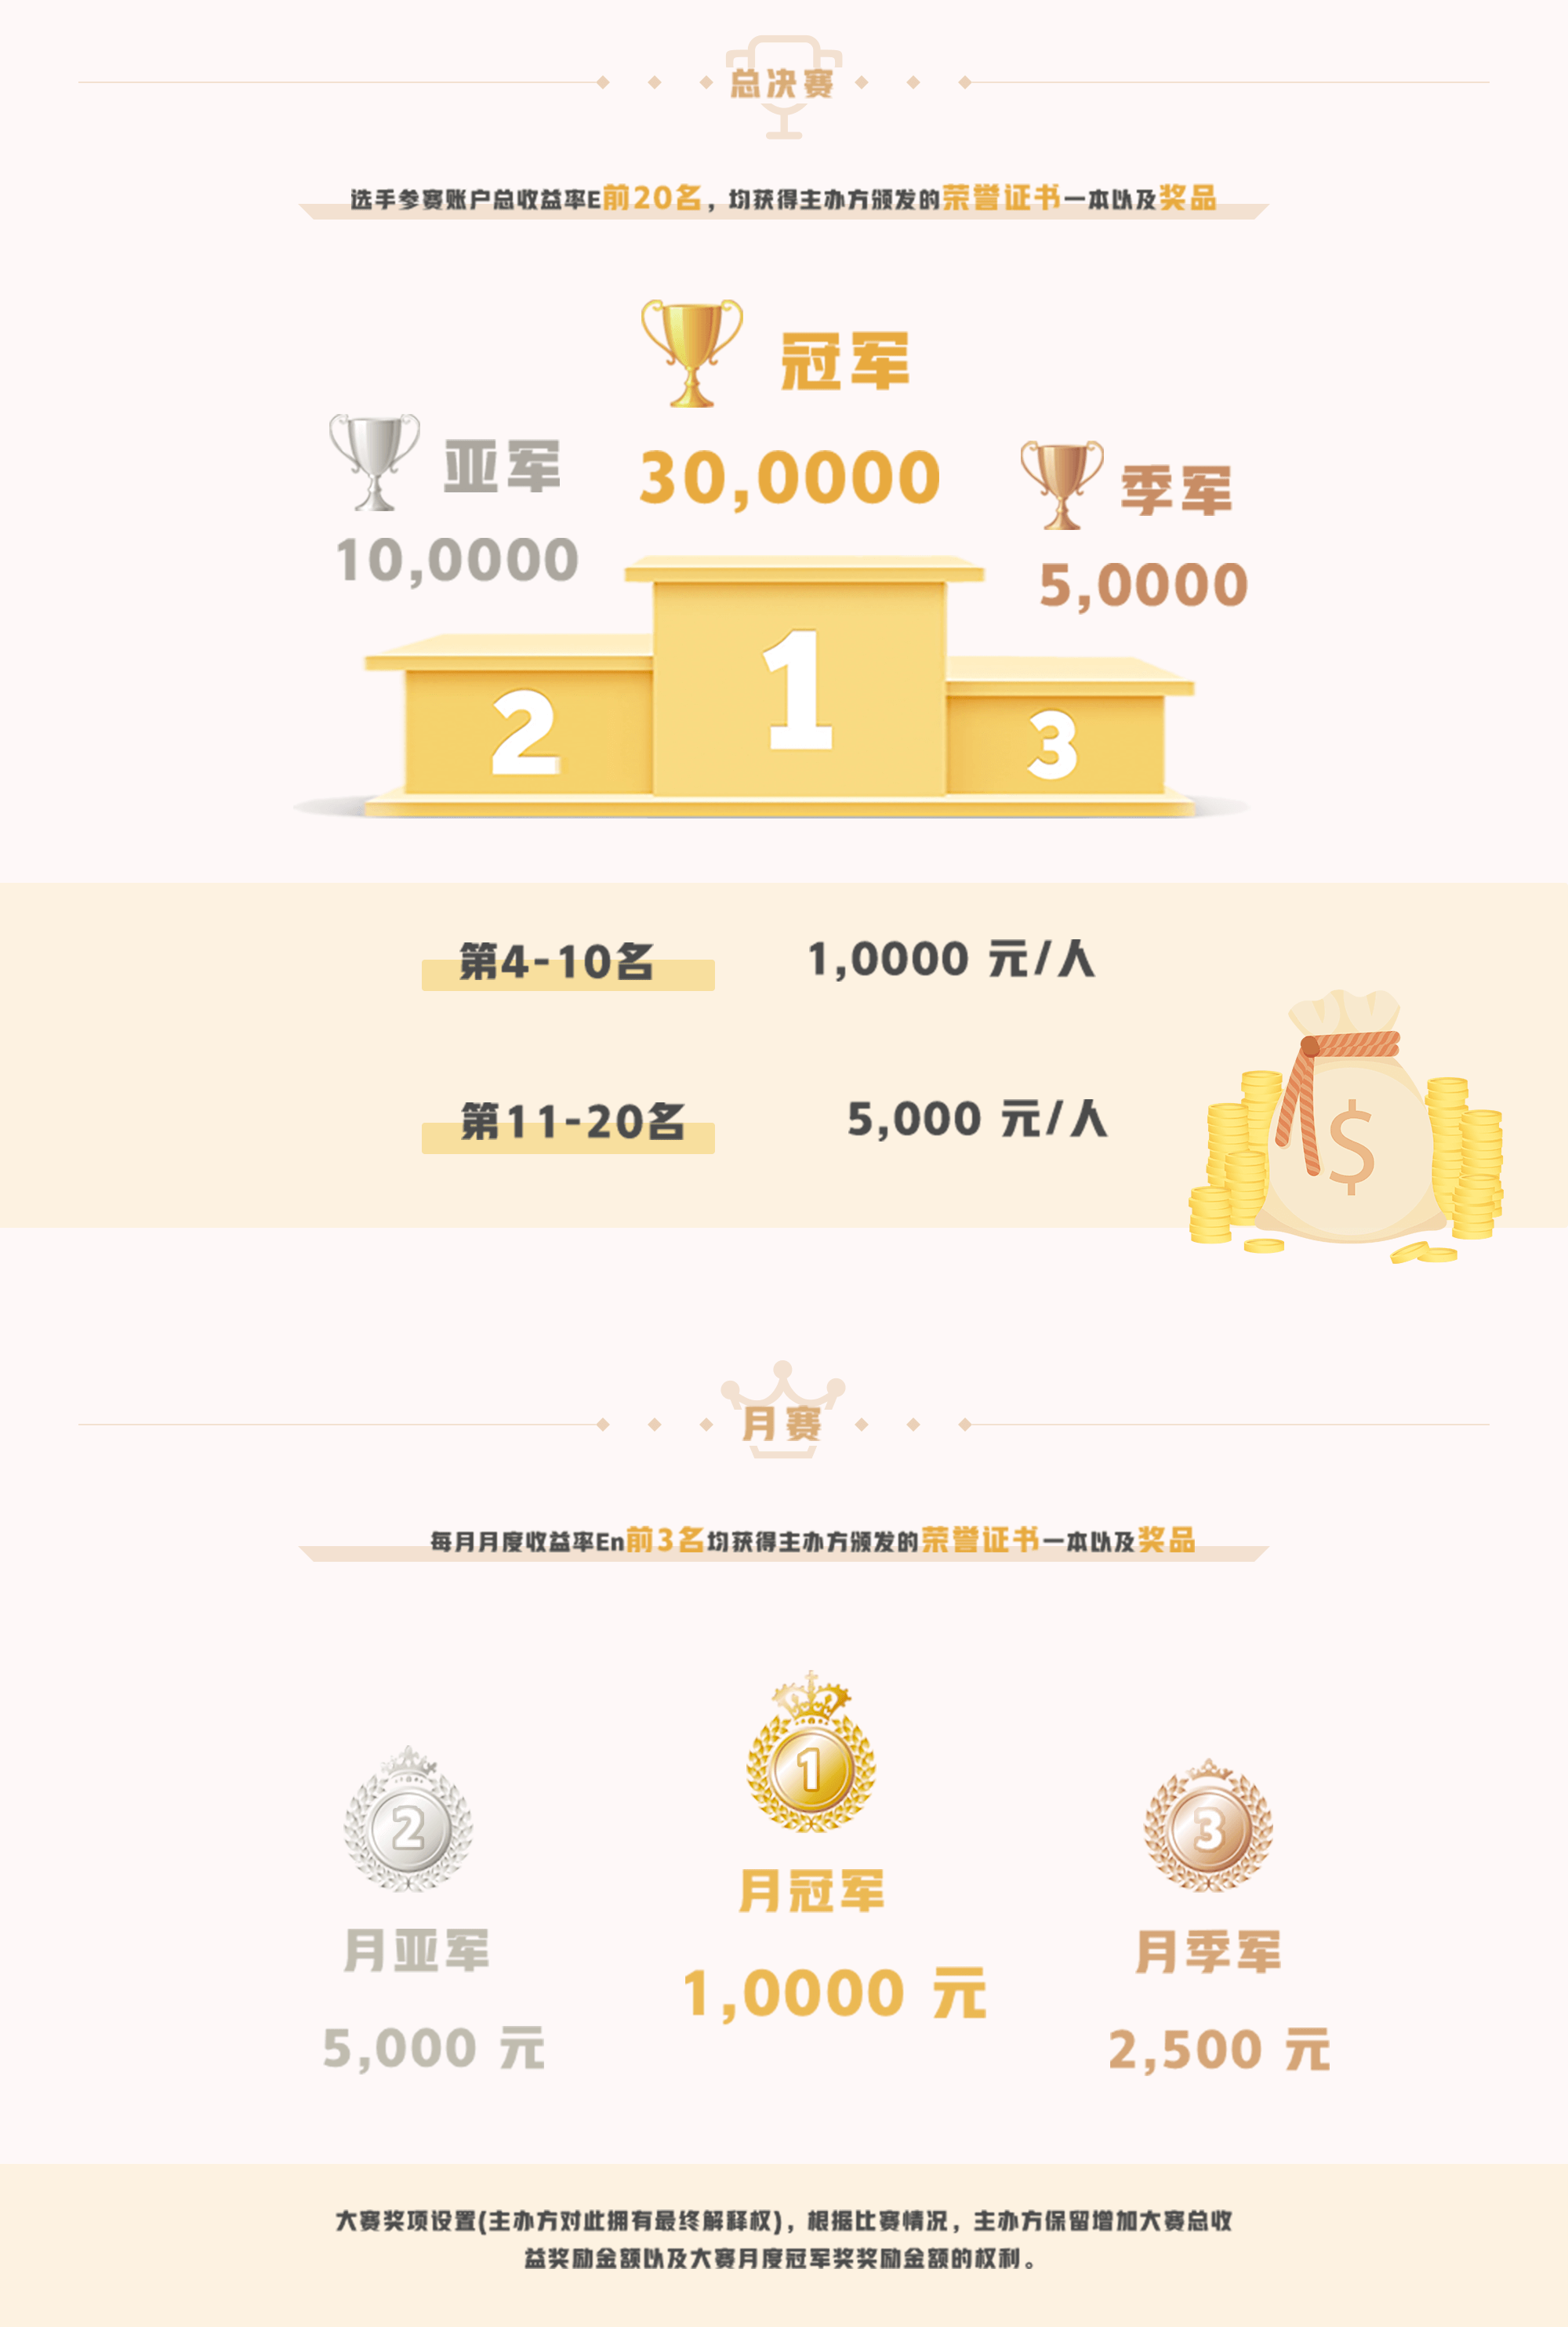 总决赛
选手参赛账户总收益率E前20名，均获得主办方颁发的荣誉证书一本以及奖品
冠军
30,0000
亚军
10,0000
季军
5,0000
1
2
3
第4-10名 1,0000 元/人
第11-20名 5,000 元/人
$
月赛
每月月度收益率En前3名均获得主办方颁发的荣誉证书一本以及奖品
1
2
3
月冠军
1,0000 元
月亚军
5,000 元
月季军
2,500 元
大赛奖项设置(主办方对此拥有最终解释权)，根据比赛情况，主办方保留增加大赛总收
益奖励金额以及大赛月度冠军奖奖励金额的权利。